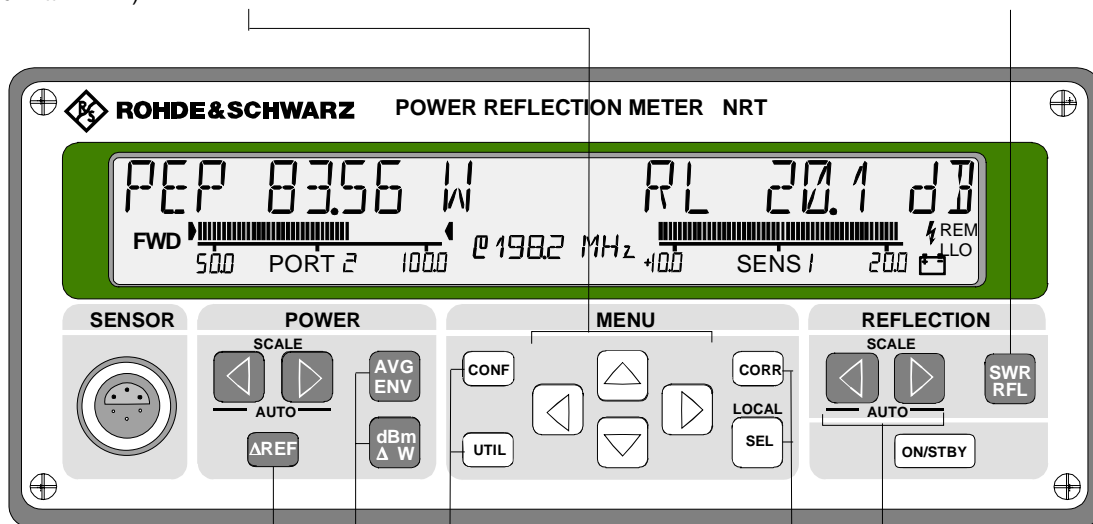 ROHDE&SCHWARZ POWER REFLECTION METER NRT
PEP 83.56 W RL 20.1 dB
FWD @198.2 MHz REM
LLO
50.0 PORT 2 100.0 +10.0 SENS 1 20.0
SENSOR POWER MENU REFLECTION
SCALE SCALE
AVG
ENV
CONF
CORR
SWR
RFL
AUTO AUTO
LOCAL
ΔREF
dBm
Δ W
UTIL
SEL
ON/STBY